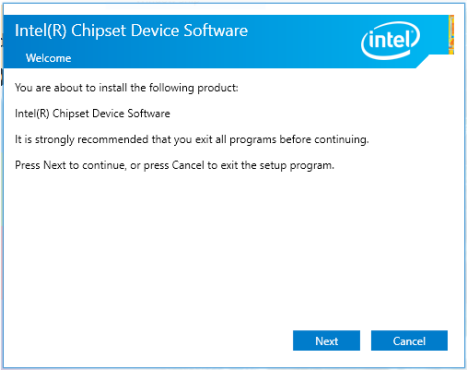 Intel(R) Chipset Device Software
intel
Welcome
You are about to install the following product:
Intel(R) Chipset Device Software
It is strongly recommended that you exit all programs before continuing.
Press Next to continue, or press Cancel to exit the setup program.
Next
Cancel